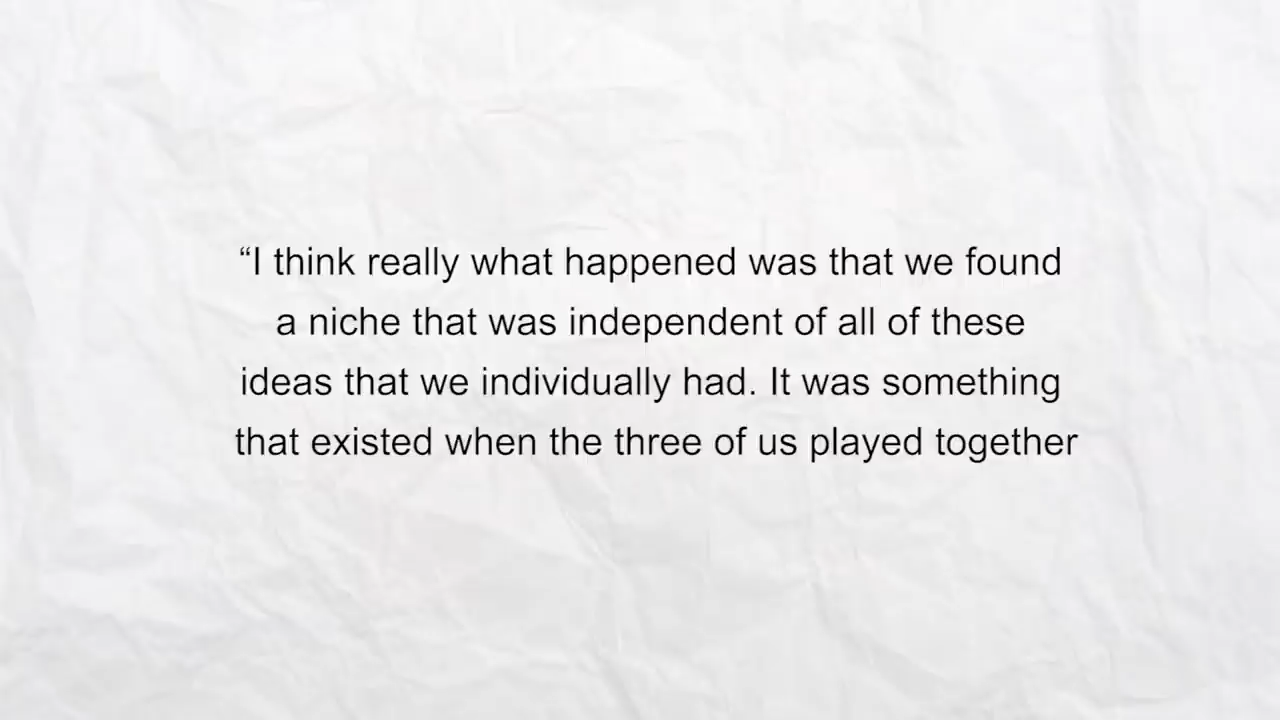 “I think really what happened was that we found
a niche that was independent of all of these
ideas that we individually had. It was something
that existed when the three of us played together